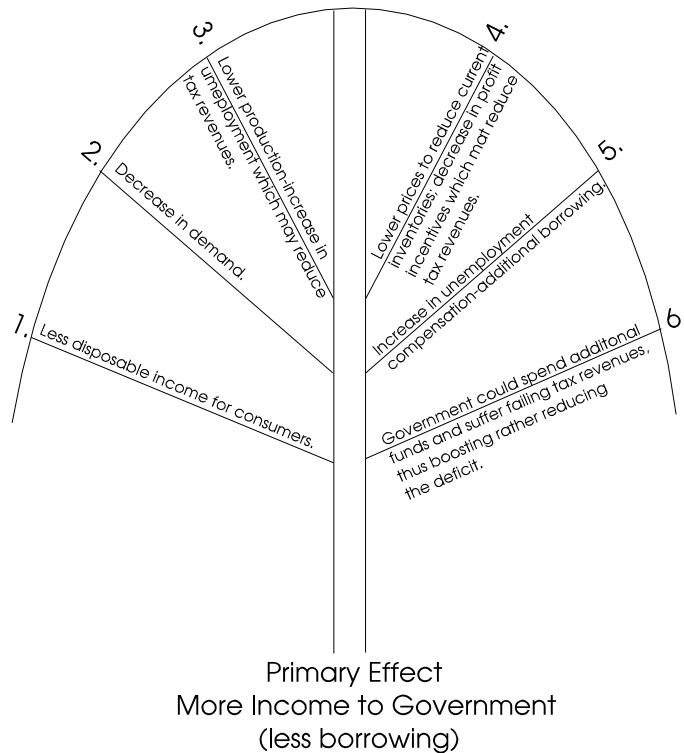 1.
Less disposable income for consumers.
2.
Decrease in demand.
3.
Lower production-increase in
umeployment which may reduce
tax revenues.
4.
Lower prices to reduce current
inventories; decrease in profit
incentives which mat reduce
tax revenues.
5.
Increase in unemployment
compensation-additional borrowing.
6
Government could spend additonal
funds and suffer failing tax revenues,
thus boosting rather reducing
the deficit.
Primary Effect
More Income to Government
(less borrowing)